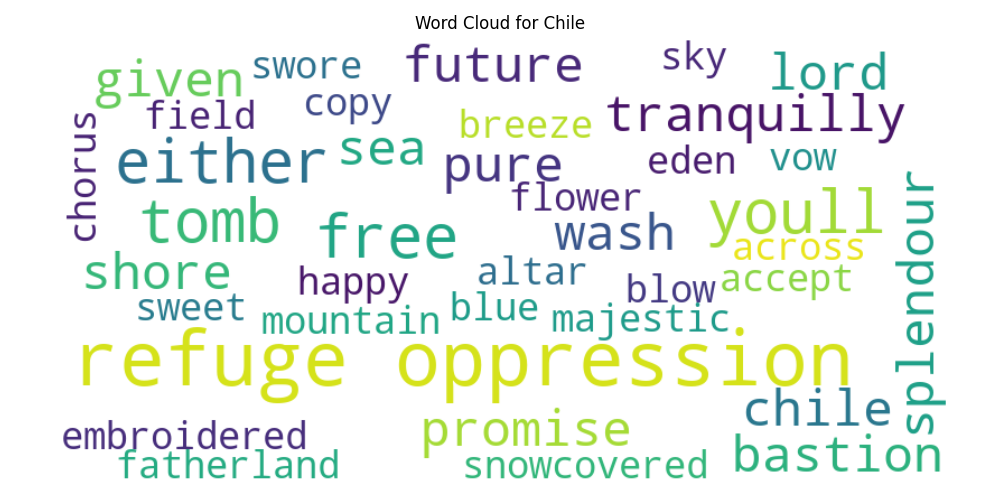 Word Cloud for Chile
given swore future sky lord
chorus field copy breeze tranquilly
either sea pure eden vow
tomb free flower wash youll across splendour
shore happy altar blow accept
sweet mountain blue majestic
refuge oppression
embroidered promise chile
fatherland snowcovered bastion